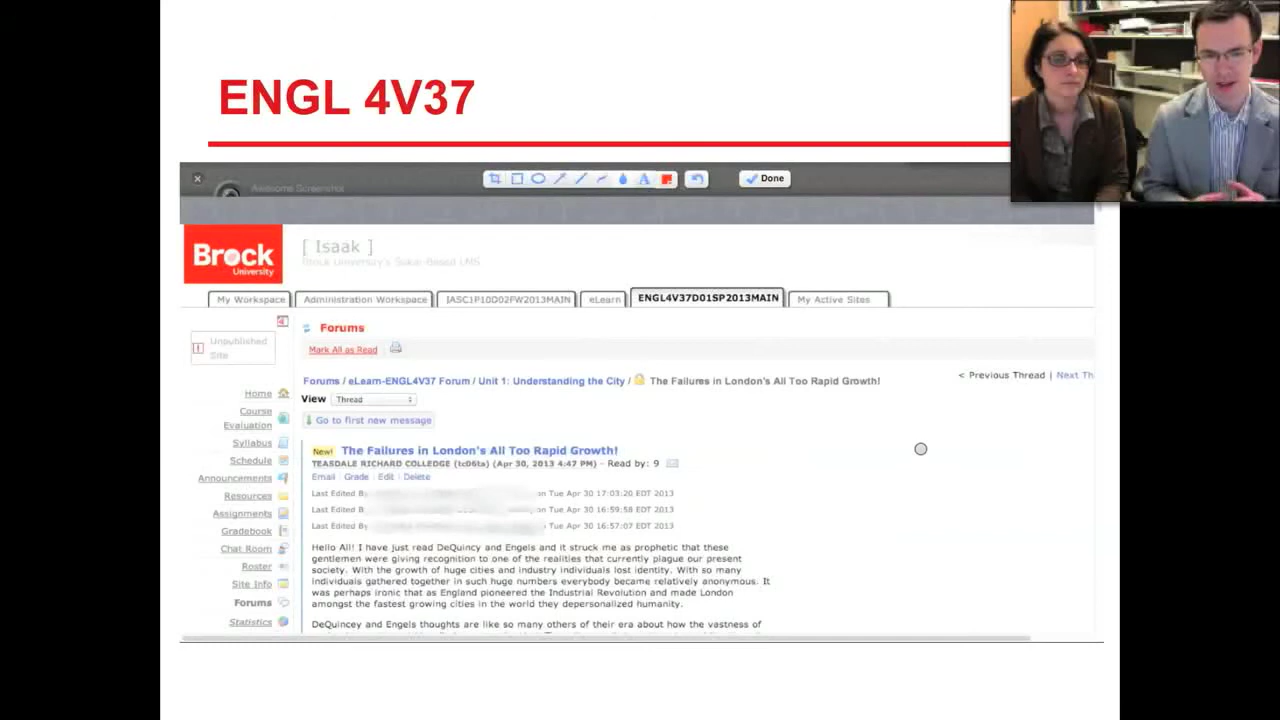 ENGL 4V37
Awesome Screenshot
Done
Brock
University
[ Isaak ]
Brock University's Sakai-Based LMS
My Workspace
Administration Workspace
IASC1P10D02FW2013MAIN
eLearn
ENGL4V37D01SP2013MAIN
My Active Sites
Unpublished
Site
Forums
Mark All as Read
Forums / eLearn-ENGL4V37 Forum / Unit 1: Understanding the City / The Failures in London's All Too Rapid Growth!
< Previous Thread | Next Th
View Thread
Go to first new message
Home
Course
Evaluation
Syllabus
Schedule
Announcements
Resources
Assignments
Gradebook
Chat Room
Roster
Site Info
Forums
Statistics
New! The Failures in London's All Too Rapid Growth!
TEASDALE RICHARD COLLEDGE (tc06ta) (Apr 30, 2013 4:47 PM) - Read by: 9
Email | Grade | Edit | Delete
Last Edited By on Tue Apr 30 17:03:20 EDT 2013
Last Edited By on Tue Apr 30 16:59:58 EDT 2013
Last Edited By on Tue Apr 30 16:57:07 EDT 2013
Hello All! I have just read DeQuincy and Engels and it struck me as prophetic that these
gentlemen were giving recognition to one of the realities that currently plague our present
society. With the growth of huge cities and industry individuals lost identity. With so many
individuals gathered together in such huge numbers everybody became relatively anonymous. It
was perhaps ironic that as England pioneered the Industrial Revolution and made London
amongst the fastest growing cities in the world they depersonalized humanity.
DeQuincey and Engels thoughts are like so many others of their era about how the vastness of